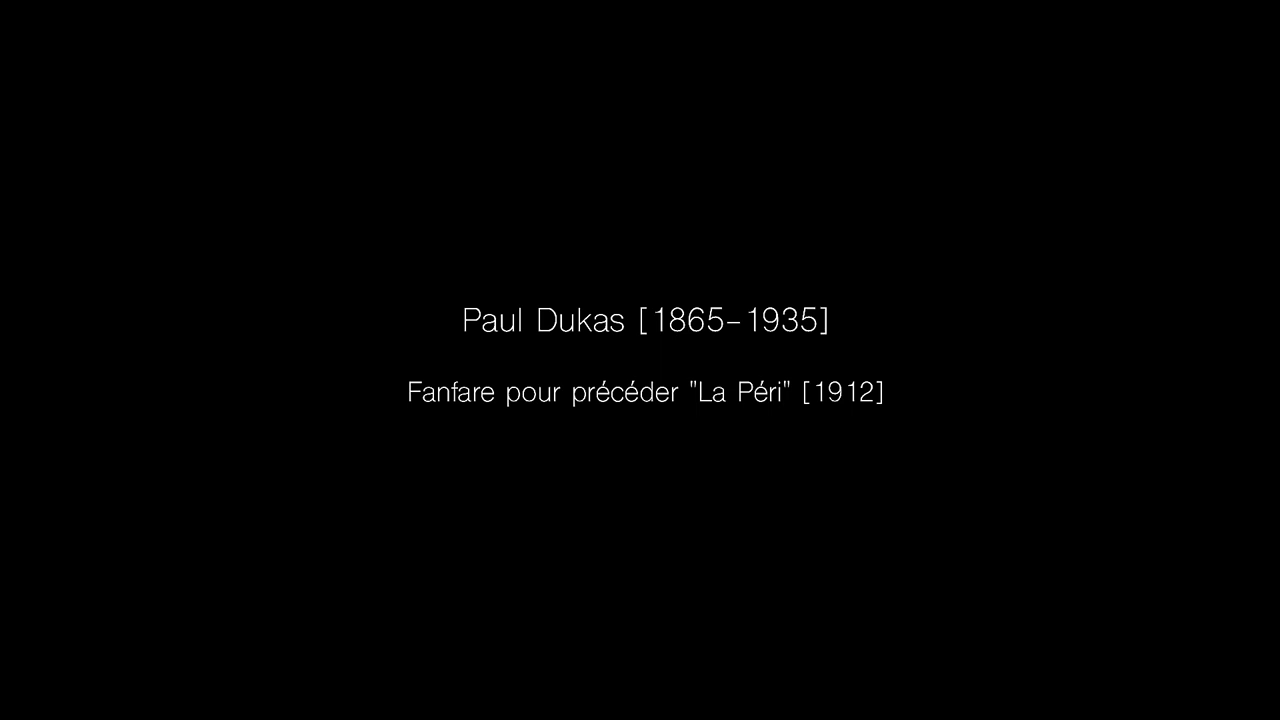 Paul Dukas [1865-1935]
Fanfare pour précéder "La Péri" [1912]